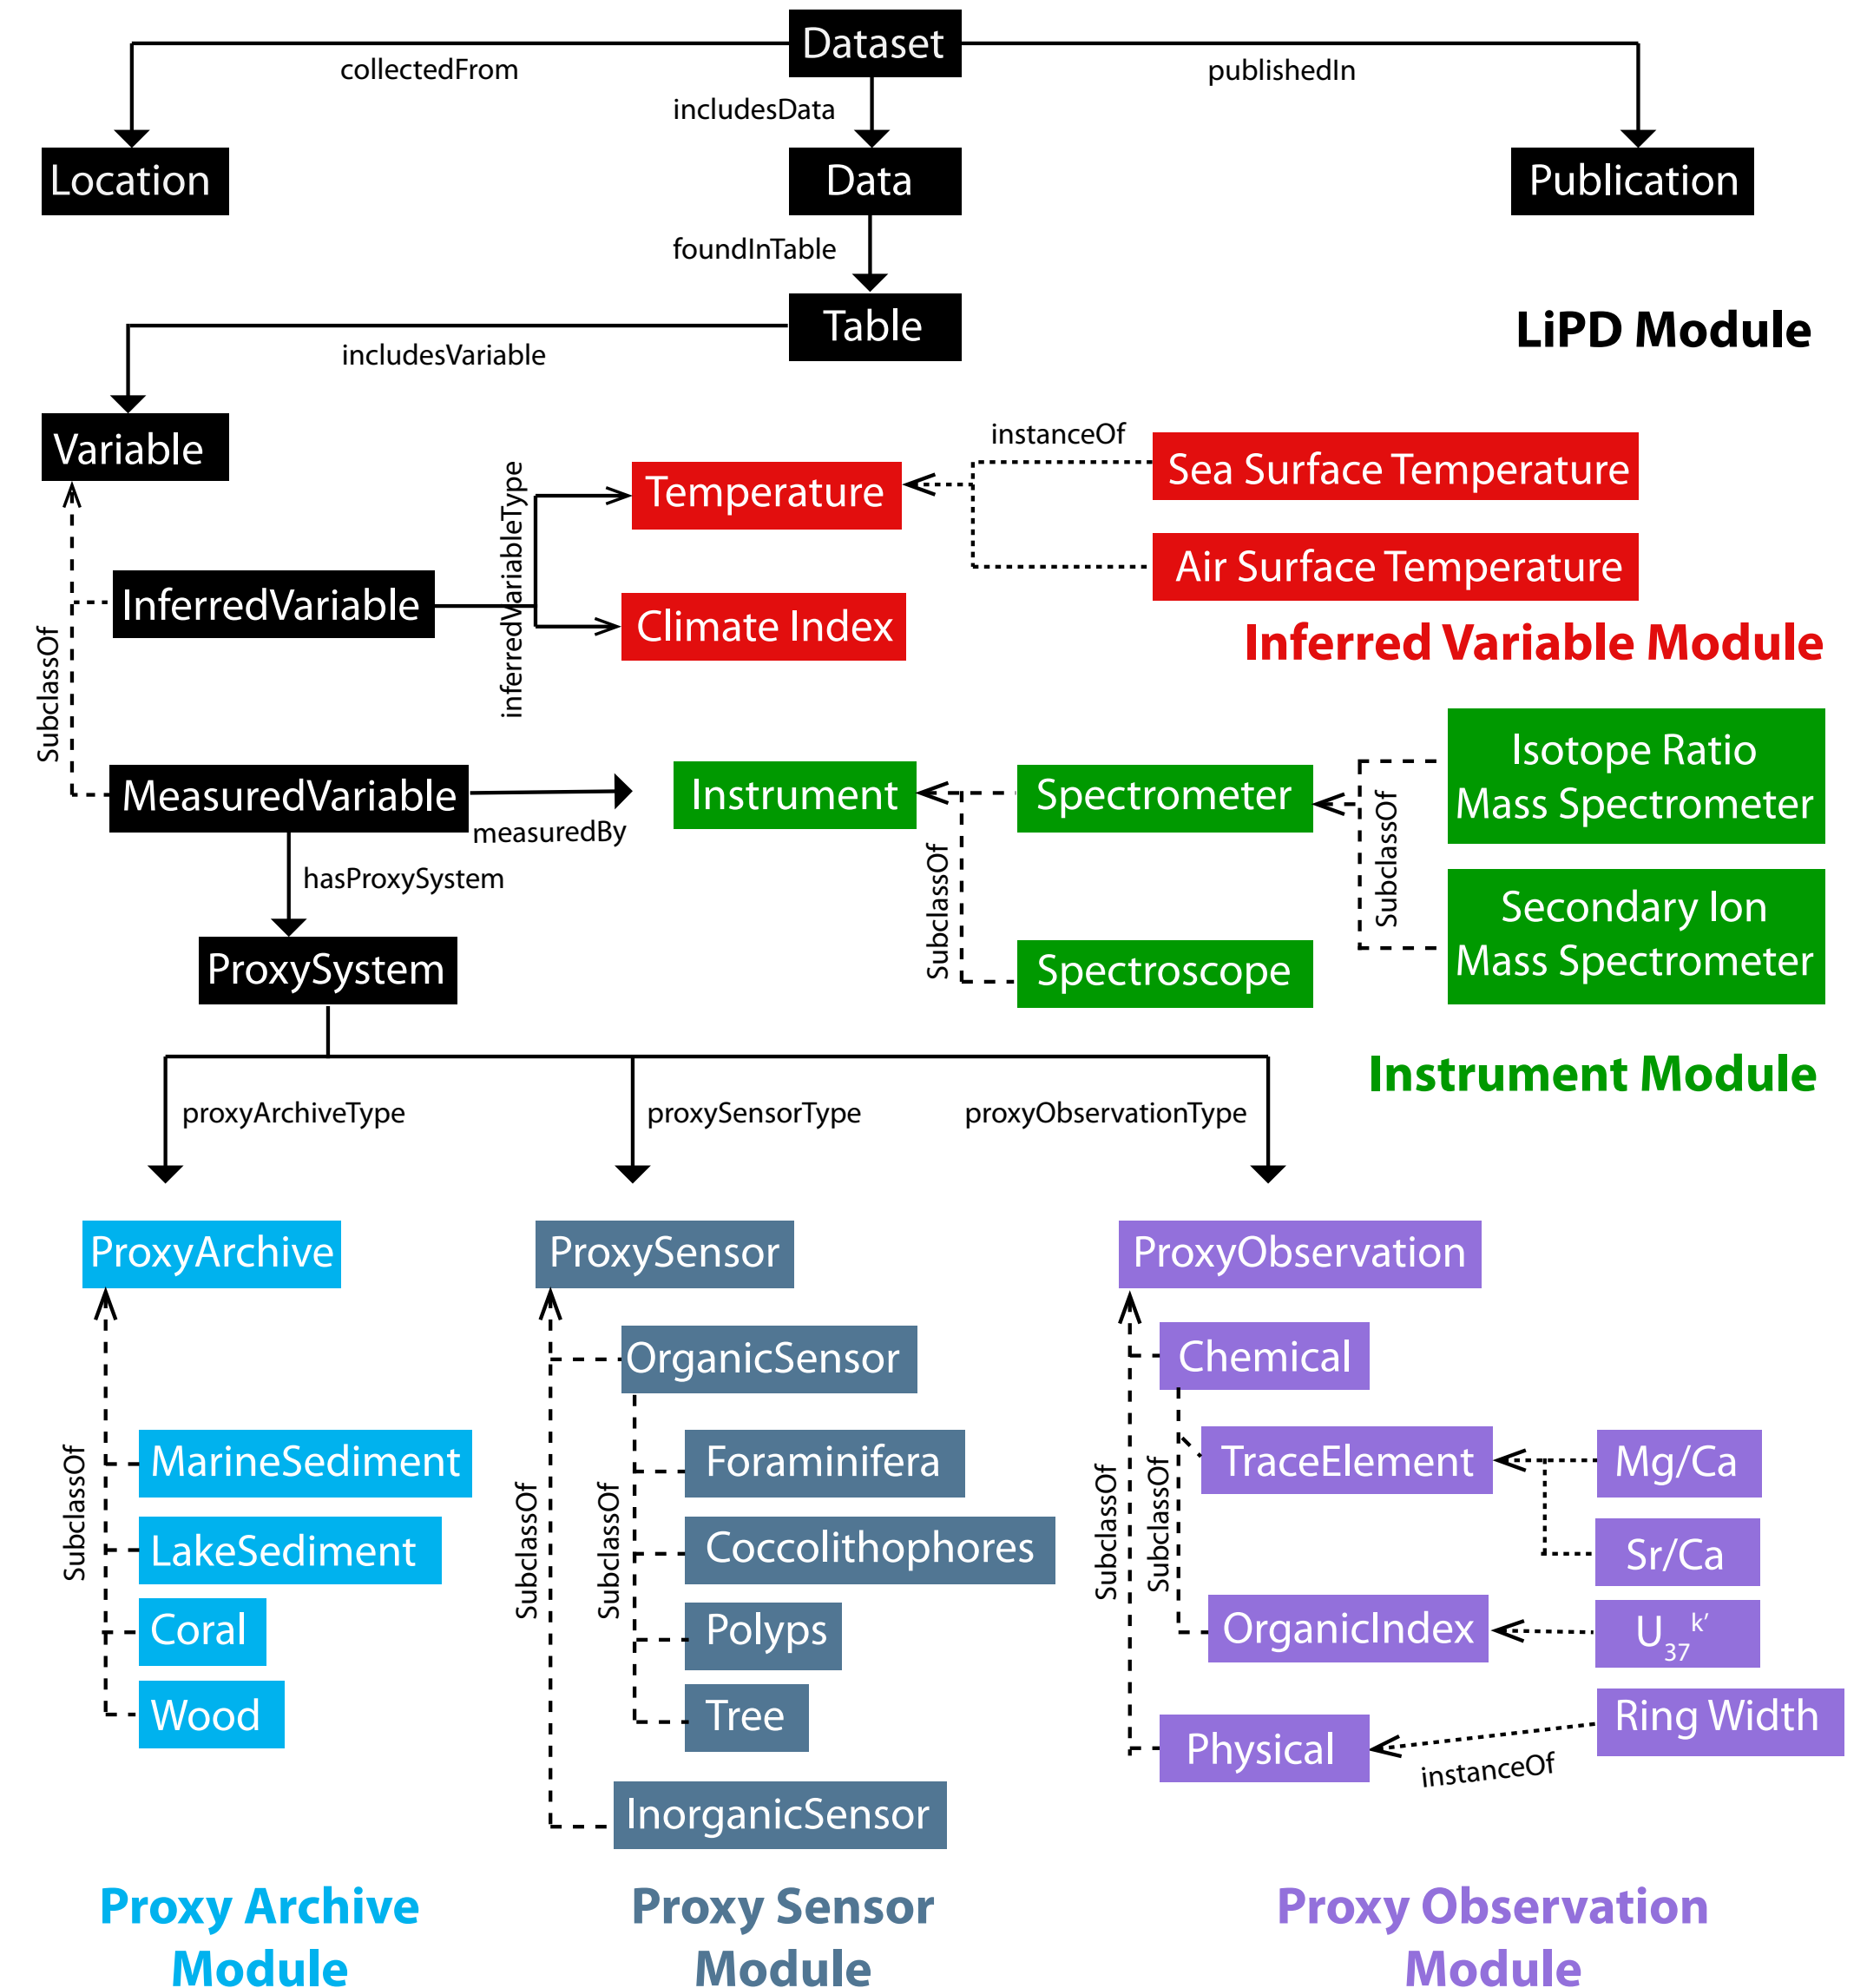 Dataset
collectedFrom
publishedIn
includesData
Location
Data
Publication
foundInTable
Table
LiPD Module
includesVariable
Variable
instanceOf
Sea Surface Temperature
Temperature
inferredVariableType
Air Surface Temperature
InferredVariable
Climate Index
Inferred Variable Module
SubclassOf
Isotope Ratio
Mass Spectrometer
MeasuredVariable
Instrument
Spectrometer
measuredBy
SubclassOf
SubclassOf
hasProxySystem
Secondary Ion
Mass Spectrometer
ProxySystem
Spectroscope
Instrument Module
proxyArchiveType
proxySensorType
proxyObservationType
ProxyArchive
ProxySensor
ProxyObservation
OrganicSensor
Chemical
MarineSediment
Foraminifera
TraceElement
Mg/Ca
SubclassOf
SubclassOf
SubclassOf
SubclassOf
SubclassOf
LakeSediment
Coccolithophores
Sr/Ca
Coral
Polyps
OrganicIndex
U37k'
Wood
Tree
Physical
Ring Width
instanceOf
InorganicSensor
Proxy Archive
Module
Proxy Sensor
Module
Proxy Observation
Module